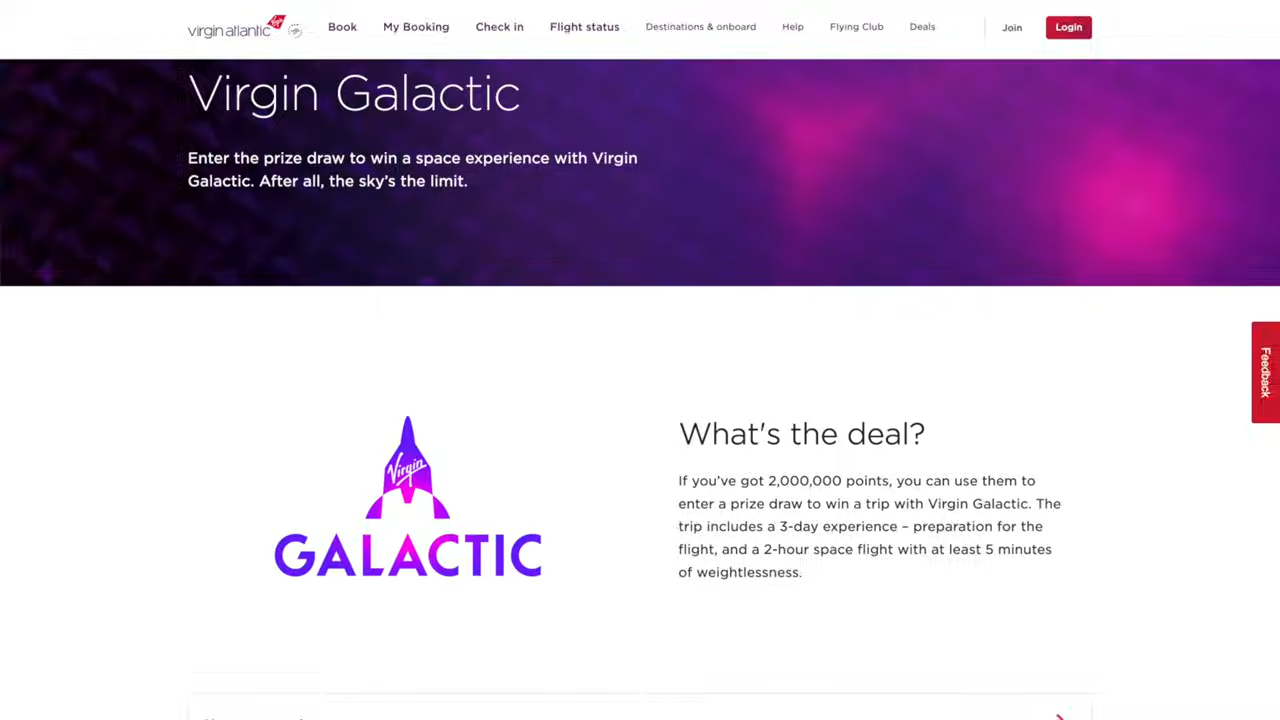 virgin atlantic Book My Booking Check in Flight status Destinations & onboard Help Flying Club Deals Join Login
Virgin Galactic
Enter the prize draw to win a space experience with Virgin
Galactic. After all, the sky's the limit.
Feedback
Virgin
GALACTIC
What's the deal?
If you've got 2,000,000 points, you can use them to
enter a prize draw to win a trip with Virgin Galactic. The
trip includes a 3-day experience – preparation for the
flight, and a 2-hour space flight with at least 5 minutes
of weightlessness.